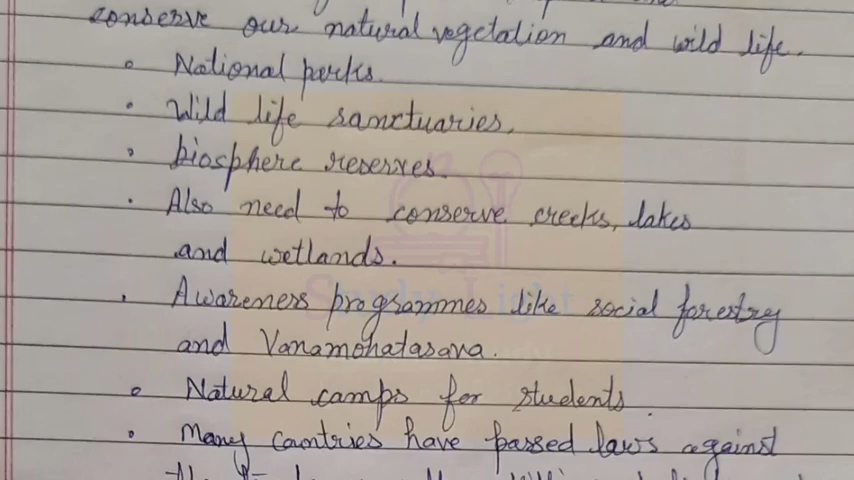 conserve our natural vegetation and wild life.
• National parks.
• Wild life sanctuaries,
• biosphere reserves.
• Also need to conserve creeks, lakes
and wetlands.
• Awareness programmes like social forestry
and Vanamohatasava.
• Natural camps for students.
• Many countries have passed laws against
Study Light